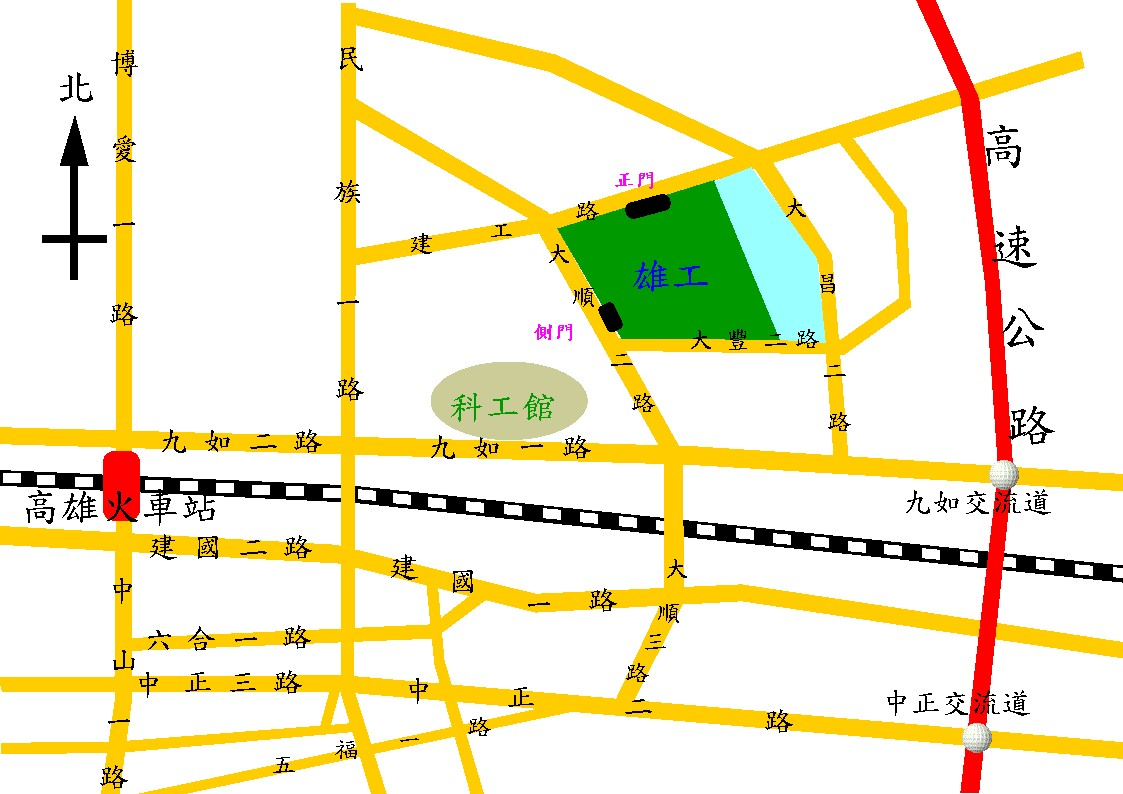 北
博愛一路
民族一路
高速公路
正門
建工路
大順二路
大昌二路
雄工
側門
大豐二路
科工館
九如二路
九如一路
高雄火車站
九如交流道
建國二路
建國一路
大順三路
中山一路
六合一路
中正三路
中正二路
中正交流道
五福一路